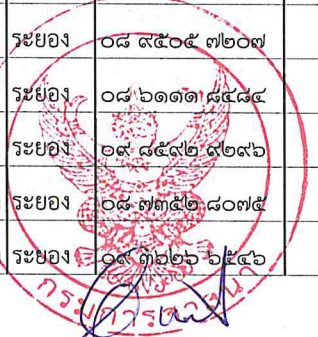 ระยอง ๐๘ ๙๕๐๕ ๗๒๐๗
ระยอง ๐๘ ๖๑๑๑ ๘๔๘๔
ระยอง ๐๙ ๘๕๙๒ ๙๒๙๖
ระยอง ๐๘ ๗๓๕๒ ๘๐๗๕
ระยอง ๐๙ ๓๖๒๖ ๖๕๔๖